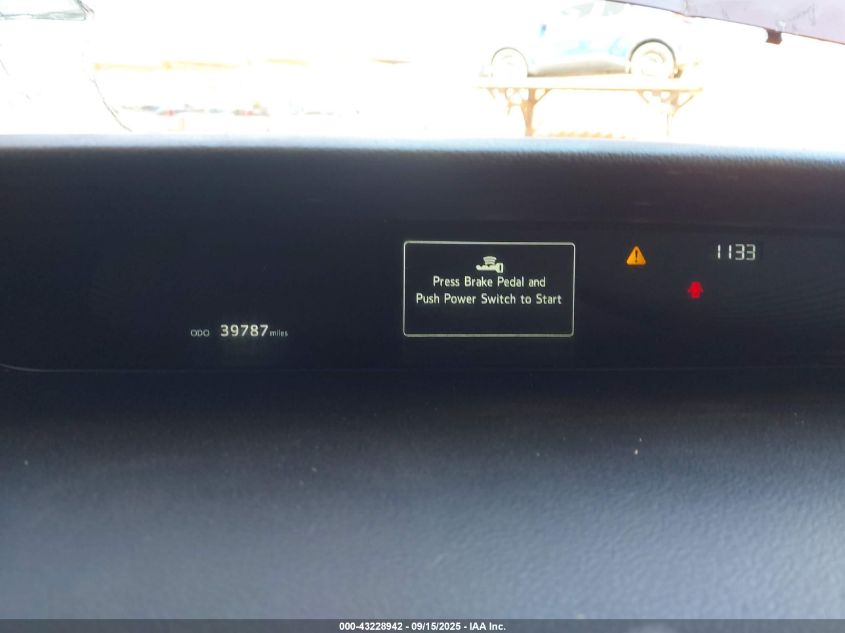 1133
Press Brake Pedal and
Push Power Switch to Start
ODO 39787 miles
000-43228942 - 09/15/2025 - IAA Inc.